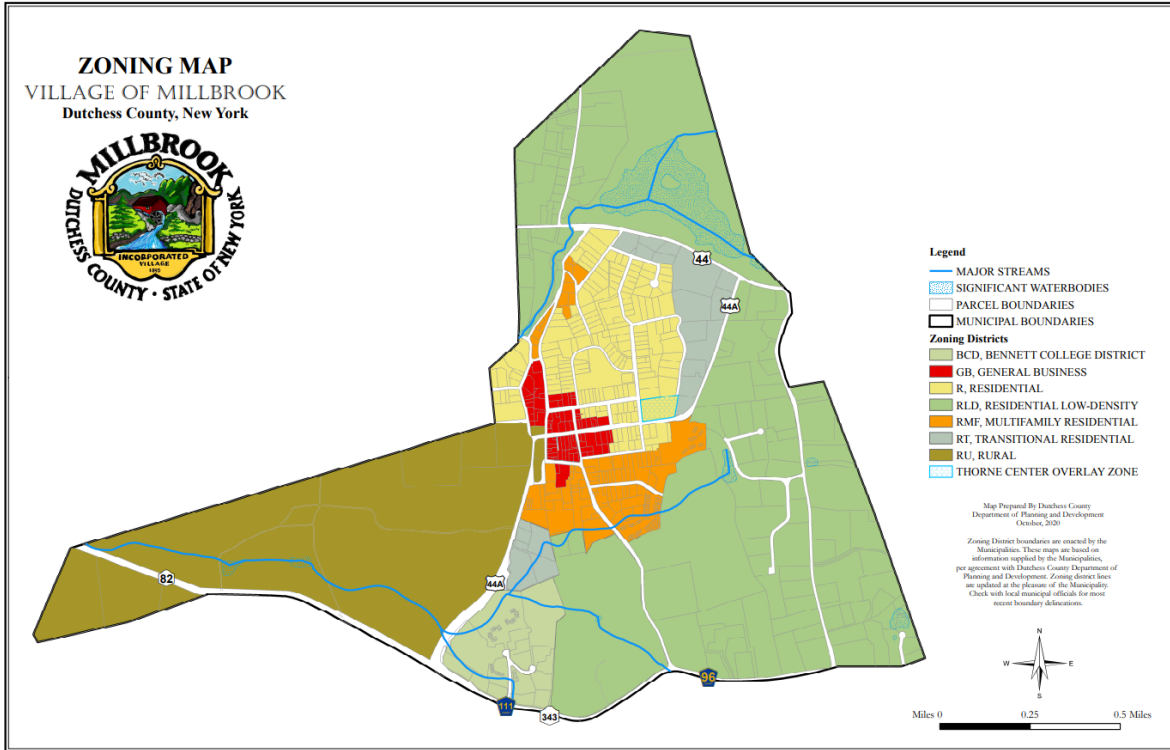 ZONING MAP
VILLAGE OF MILLBROOK
Dutchess County, New York
MILLBROOK
DUTCHESS COUNTY · STATE OF NEW YORK
INCORPORATED
VILLAGE
44
44A
82
44A
96
111
343
Legend
MAJOR STREAMS
SIGNIFICANT WATERBODIES
PARCEL BOUNDARIES
MUNICIPAL BOUNDARIES
Zoning Districts
BCD, BENNETT COLLEGE DISTRICT
GB, GENERAL BUSINESS
R, RESIDENTIAL
RLD, RESIDENTIAL LOW-DENSITY
RMF, MULTIFAMILY RESIDENTIAL
RT, TRANSITIONAL RESIDENTIAL
RU, RURAL
THORNE CENTER OVERLAY ZONE
Map Prepared By Dutchess County
Department of Planning and Development
October, 2020
Zoning District boundaries are enacted by the
Municipalities. These maps are based on
information supplied by the Municipalities,
per agreement with Dutchess County Department of
Planning and Development. Zoning district lines
are updated at the pleasure of the Municipality.
Check with local municipal officials for most
recent boundary delineations.
N
W E
S
Miles 0 0.25 0.5 Miles